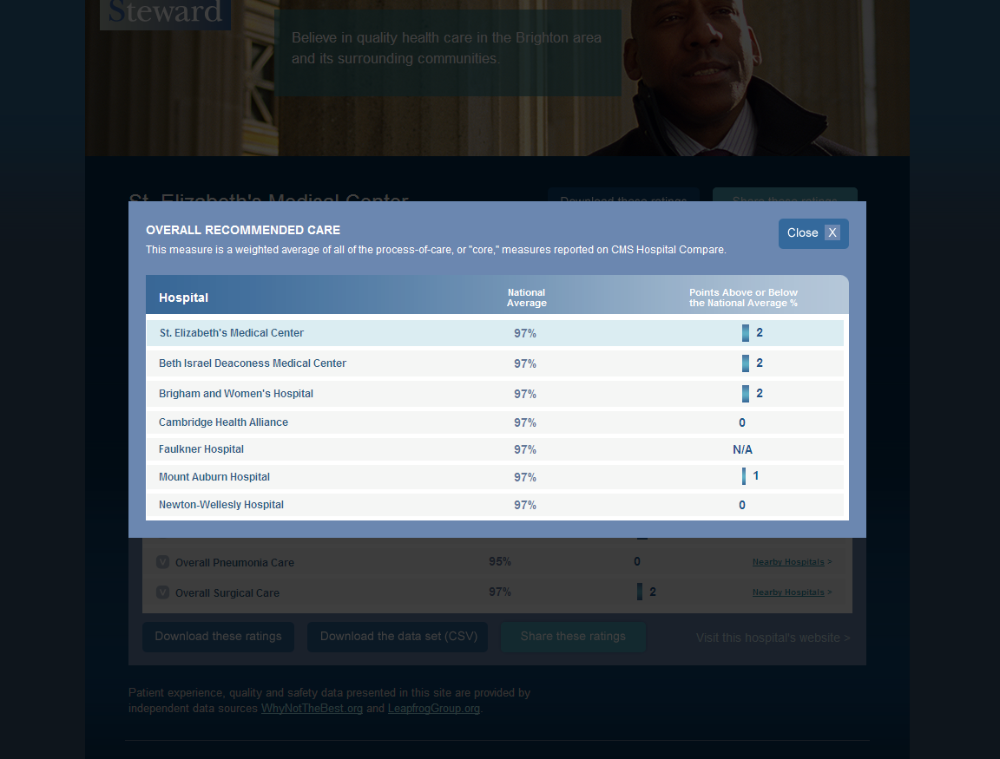 Steward
Believe in quality health care in the Brighton area
and its surrounding communities.
St. Elizabeth's Medical Center
Download these ratings
Share these ratings
OVERALL RECOMMENDED CARE
Close X
This measure is a weighted average of all of the process-of-care, or "core," measures reported on CMS Hospital Compare.
Hospital
National
Average
Points Above or Below
the National Average %
St. Elizabeth's Medical Center 97% 2
Beth Israel Deaconess Medical Center 97% 2
Brigham and Women's Hospital 97% 2
Cambridge Health Alliance 97% 0
Faulkner Hospital 97% N/A
Mount Auburn Hospital 97% 1
Newton-Wellesly Hospital 97% 0
V Overall Pneumonia Care 95% 0 Nearby Hospitals >
V Overall Surgical Care 97% 2 Nearby Hospitals >
Download these ratings
Download the data set (CSV)
Share these ratings
Visit this hospital's website >
Patient experience, quality and safety data presented in this site are provided by
independent data sources WhyNotTheBest.org and LeapfrogGroup.org.